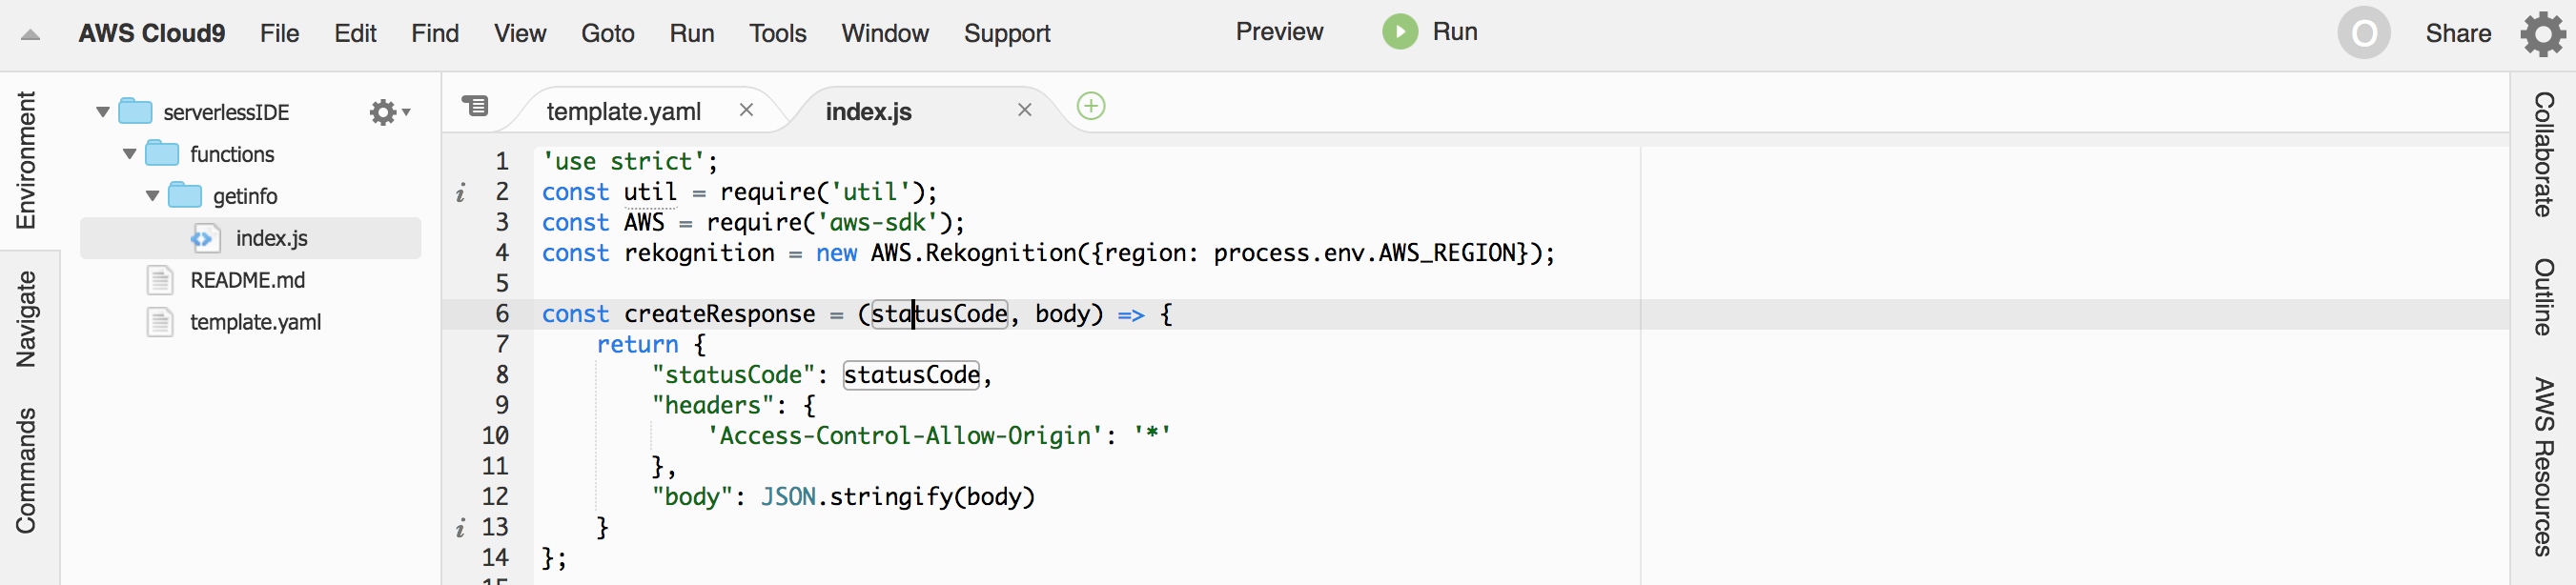 AWS Cloud9 File Edit Find View Goto Run Tools Window Support Preview Run O Share
Environment
Navigate
Commands
serverlessIDE
functions
getinfo
index.js
README.md
template.yaml
template.yaml index.js
1 'use strict';
i 2 const util = require('util');
3 const AWS = require('aws-sdk');
4 const rekognition = new AWS.Rekognition({region: process.env.AWS_REGION});
5
6 const createResponse = (statusCode, body) => {
7     return {
8         "statusCode": statusCode,
9         "headers": {
10             'Access-Control-Allow-Origin': '*'
11         },
12         "body": JSON.stringify(body)
i 13     }
14 };
Collaborate
Outline
AWS Resources